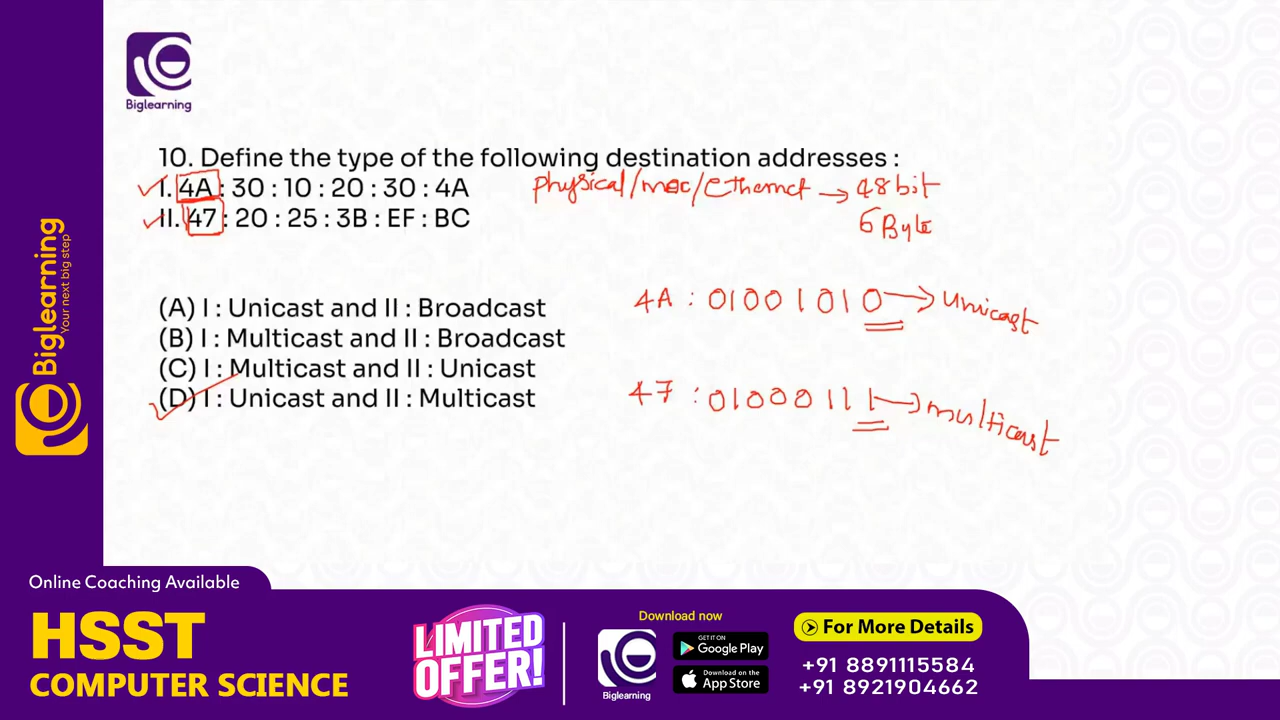 Biglearning
10. Define the type of the following destination addresses :
I. 4A : 30 : 10 : 20 : 30 : 4A
II. 47 : 20 : 25 : 3B : EF : BC
physical/mac/Ethernet → 48 bit
6 Byte
(A) I : Unicast and II : Broadcast
(B) I : Multicast and II : Broadcast
(C) I : Multicast and II : Unicast
(D) I : Unicast and II : Multicast
4A : 01001010 → Unicast
47 : 01000111 → multicast
Biglearning
Your next big step
Online Coaching Available
HSST
COMPUTER SCIENCE
LIMITED
OFFER!
Download now
Biglearning
GET IT ON
Google Play
Download on the
App Store
For More Details
+91 8891115584
+91 8921904662